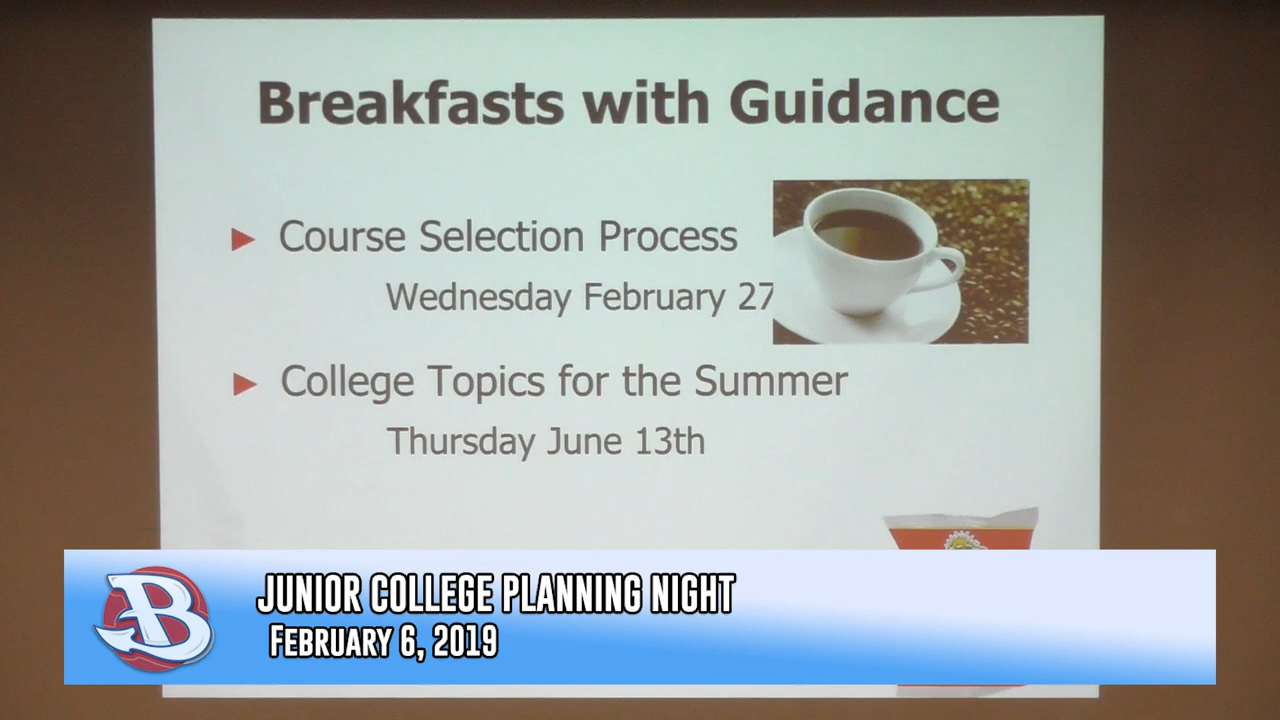 Breakfasts with Guidance
► Course Selection Process
Wednesday February 27
► College Topics for the Summer
Thursday June 13th
B
JUNIOR COLLEGE PLANNING NIGHT
FEBRUARY 6, 2019